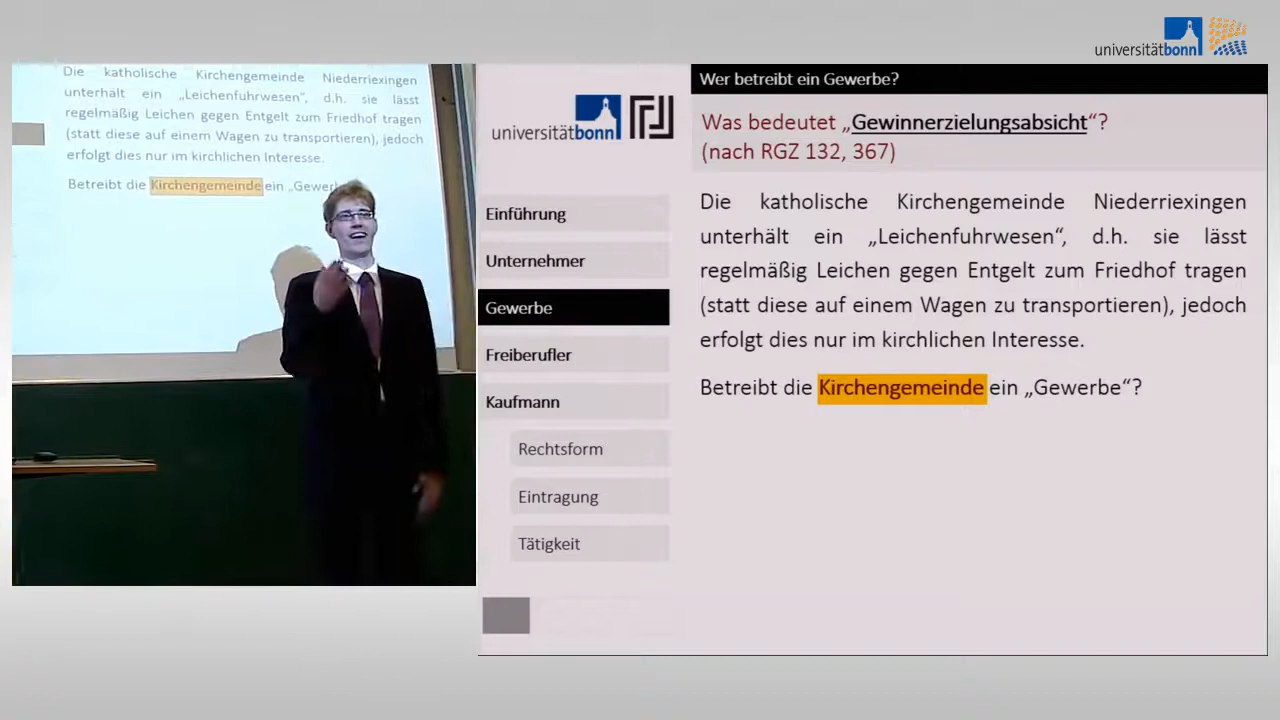 universitätbonn
Die katholische Kirchengemeinde Niederriexingen
unterhält ein „Leichenfuhrwesen“, d.h. sie lässt
regelmäßig Leichen gegen Entgelt zum Friedhof tragen
(statt diese auf einem Wagen zu transportieren), jedoch
erfolgt dies nur im kirchlichen Interesse.
Betreibt die Kirchengemeinde ein „Gewer
universitätbonn
Einführung
Unternehmer
Gewerbe
Freiberufler
Kaufmann
Rechtsform
Eintragung
Tätigkeit
Wer betreibt ein Gewerbe?
Was bedeutet „Gewinnerzielungsabsicht“?
(nach RGZ 132, 367)
Die katholische Kirchengemeinde Niederriexingen
unterhält ein „Leichenfuhrwesen“, d.h. sie lässt
regelmäßig Leichen gegen Entgelt zum Friedhof tragen
(statt diese auf einem Wagen zu transportieren), jedoch
erfolgt dies nur im kirchlichen Interesse.
Betreibt die Kirchengemeinde ein „Gewerbe“?